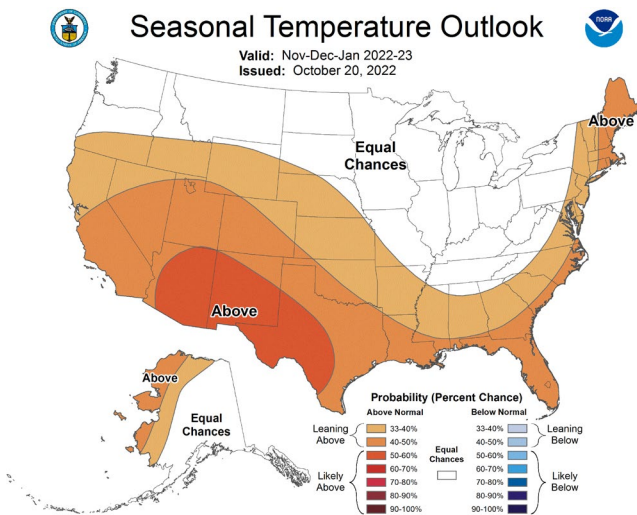 Seasonal Temperature Outlook
NOAA
Valid: Nov-Dec-Jan 2022-23
Issued: October 20, 2022
Above
Equal
Chances
Above
Above
Equal
Chances
Probability (Percent Chance)
Above Normal
Below Normal
Leaning
Above
33-40%
40-50%
Likely
Above
50-60%
60-70%
70-80%
80-90%
90-100%
Equal
Chances
33-40%
40-50%
Leaning
Below
50-60%
60-70%
70-80%
80-90%
90-100%
Likely
Below